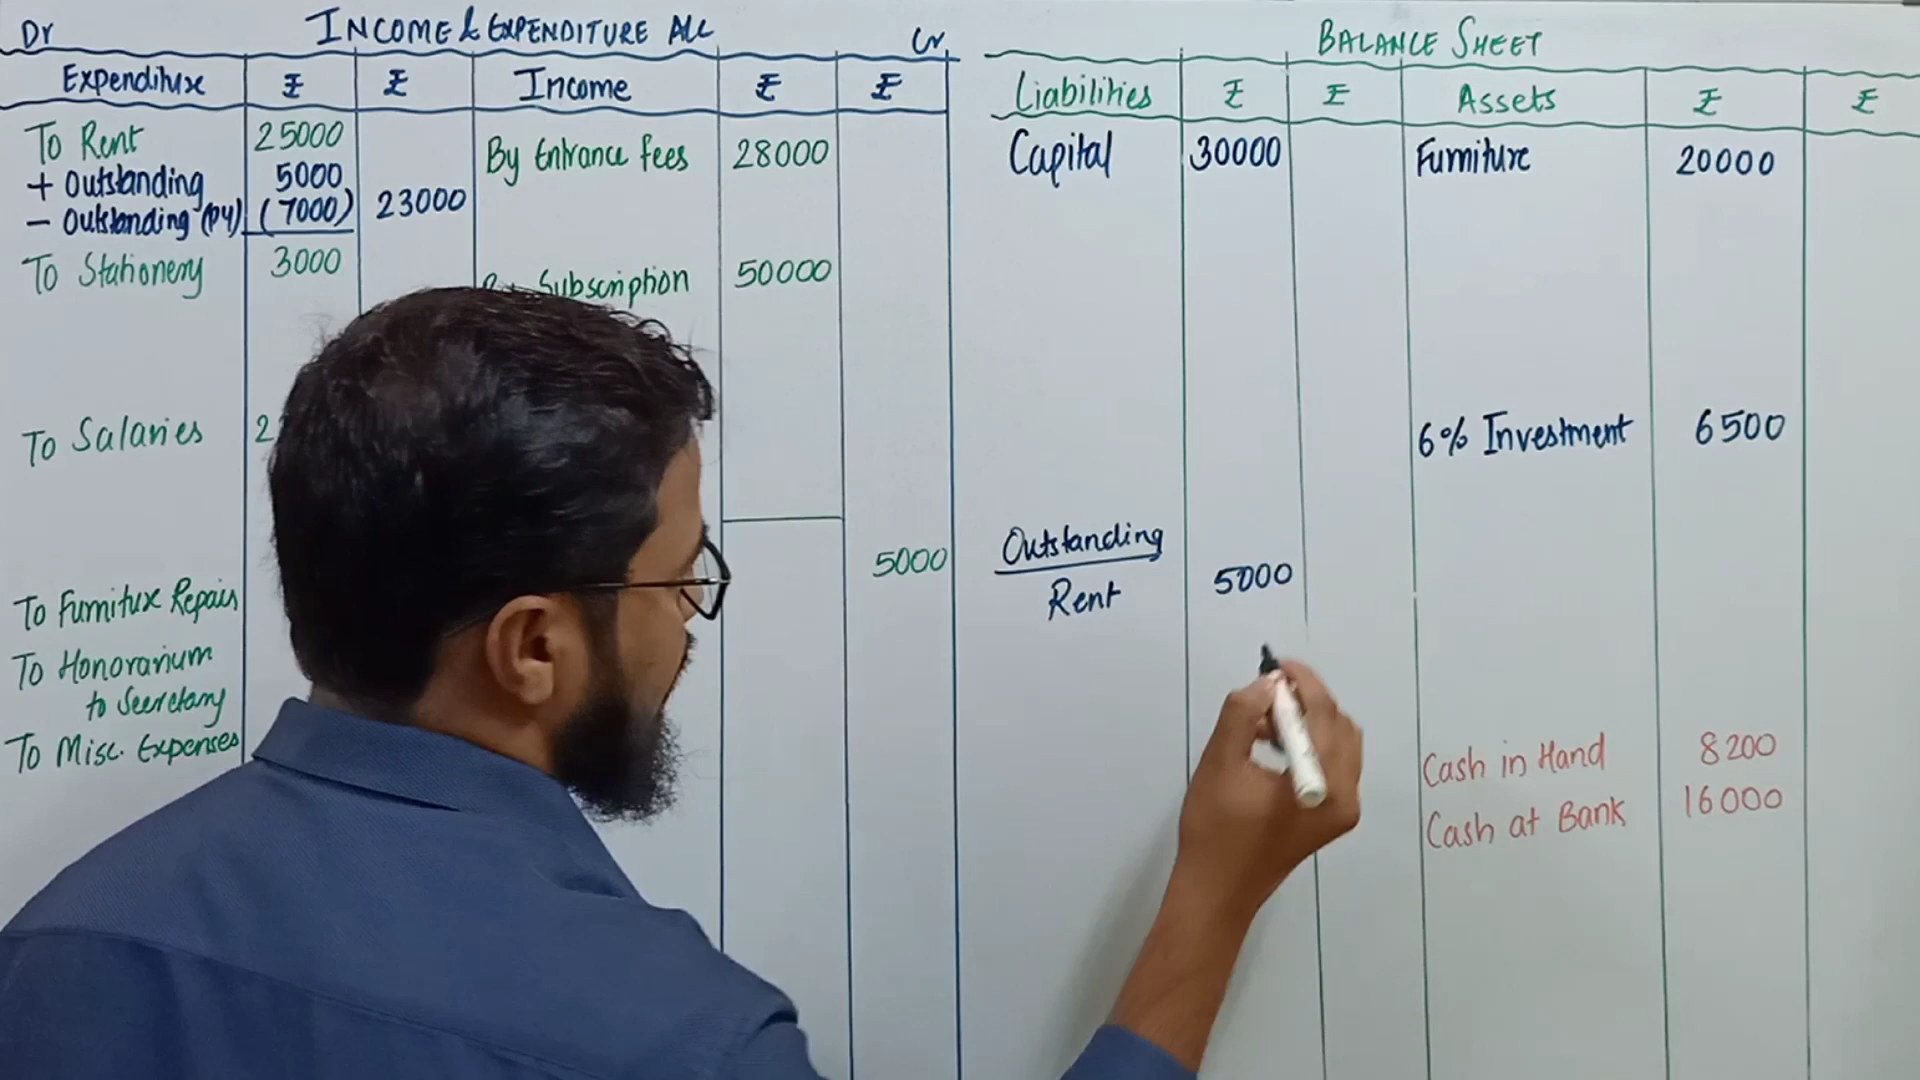 Dr INCOME & EXPENDITURE A/C Cr
Expenditure ₹ ₹ Income ₹ ₹
To Rent 25000 By Entrance fees 28000
+ Outstanding 5000
- Outstanding (PY) (7000) 23000
To Stationery 3000 Subscription 50000
To Salaries 2
5000
To Furniture Repairs
To Honorarium
to Secretary
To Misc. Expenses
BALANCE SHEET
Liabilities ₹ ₹ Assets ₹ ₹
Capital 30000 Furniture 20000
6% Investment 6500
Outstanding
Rent 5000
Cash in Hand 8200
Cash at Bank 16000